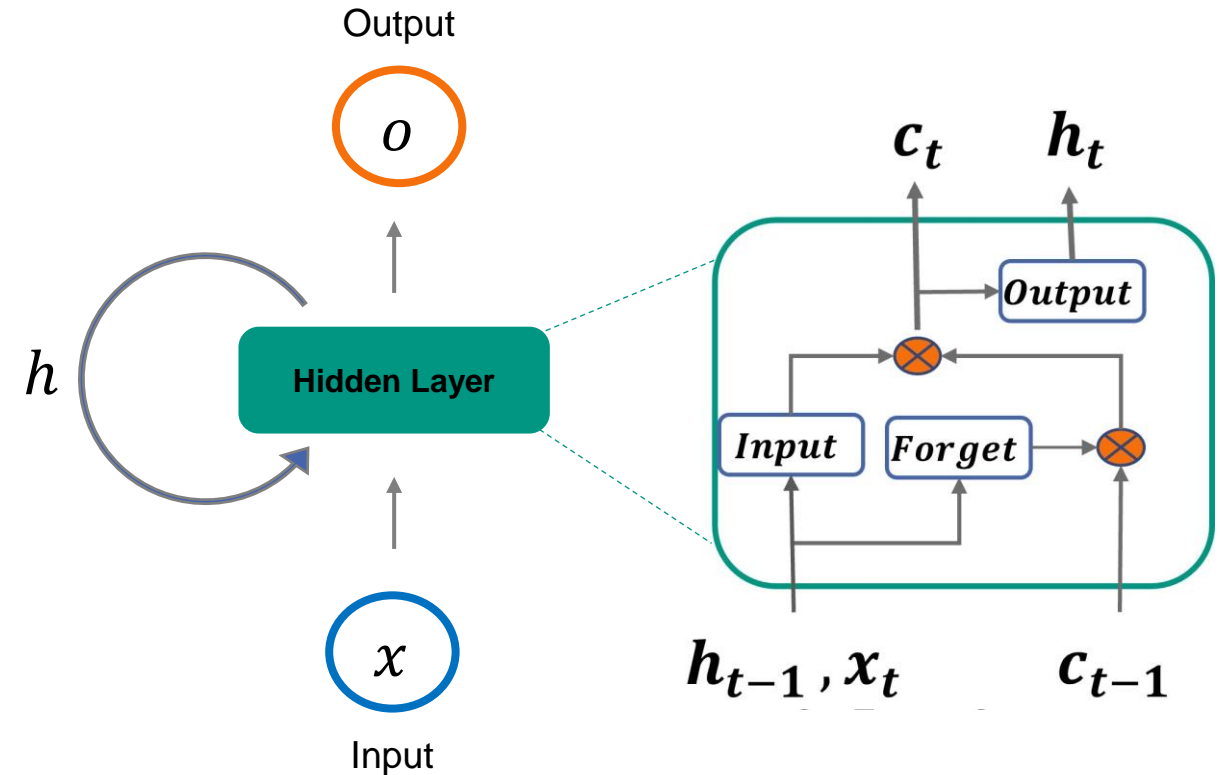 Output
o
h
Hidden Layer
x
Input
c_t
h_t
Output
Input
Forget
h_{t-1} , x_t
c_{t-1}